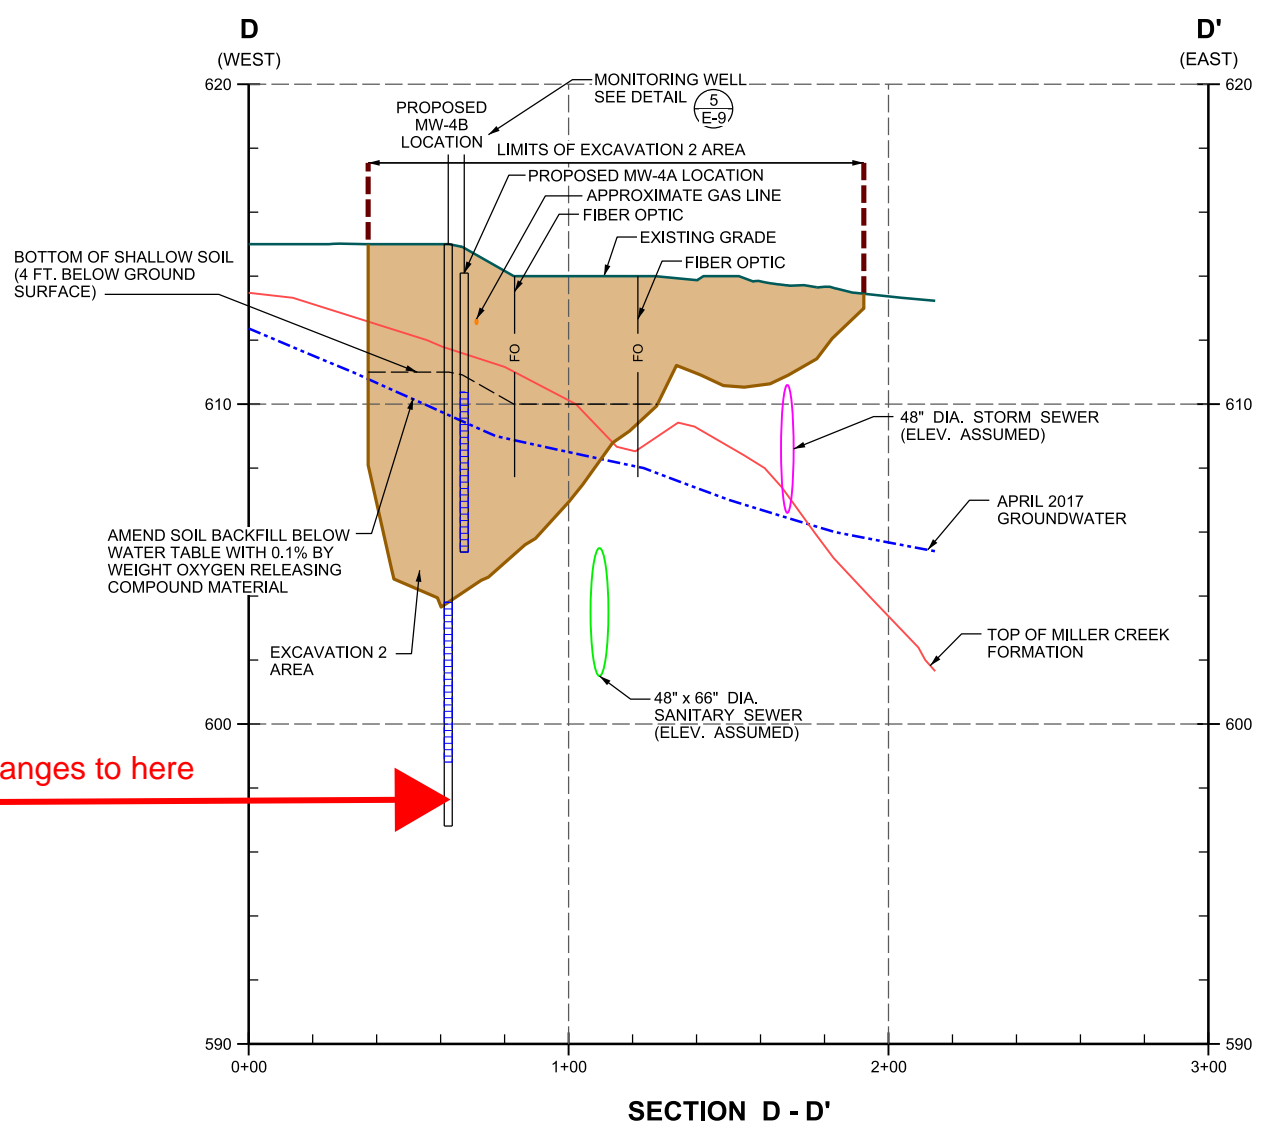 D
(WEST)
D'
(EAST)
620
620
MONITORING WELL
SEE DETAIL
5
E-9
PROPOSED
MW-4B
LOCATION
LIMITS OF EXCAVATION 2 AREA
PROPOSED MW-4A LOCATION
APPROXIMATE GAS LINE
FIBER OPTIC
EXISTING GRADE
FIBER OPTIC
BOTTOM OF SHALLOW SOIL
(4 FT. BELOW GROUND
SURFACE)
FO
FO
610
610
48" DIA. STORM SEWER
(ELEV. ASSUMED)
APRIL 2017
GROUNDWATER
AMEND SOIL BACKFILL BELOW
WATER TABLE WITH 0.1% BY
WEIGHT OXYGEN RELEASING
COMPOUND MATERIAL
EXCAVATION 2
AREA
TOP OF MILLER CREEK
FORMATION
48" x 66" DIA.
SANITARY SEWER
(ELEV. ASSUMED)
600
600
anges to here
590
590
0+00
1+00
2+00
3+00
SECTION D - D'